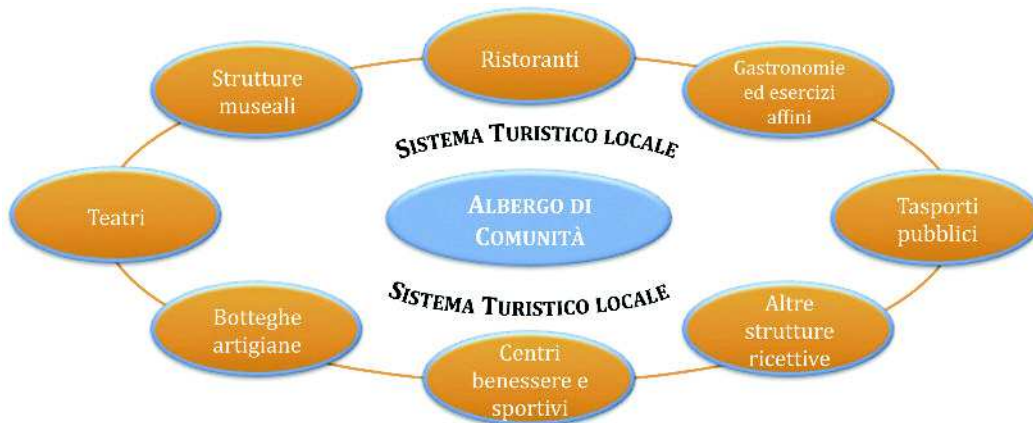 Ristoranti
Strutture
museali
Gastronomie
ed esercizi
affini
SISTEMA TURISTICO LOCALE
Teatri
ALBERGO DI
COMUNITÀ
Tasporti
pubblici
SISTEMA TURISTICO LOCALE
Botteghe
artigiane
Altre
strutture
ricettive
Centri
benessere e
sportivi